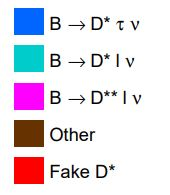 B → D* τ ν
B → D* l ν
B → D** l ν
Other
Fake D*